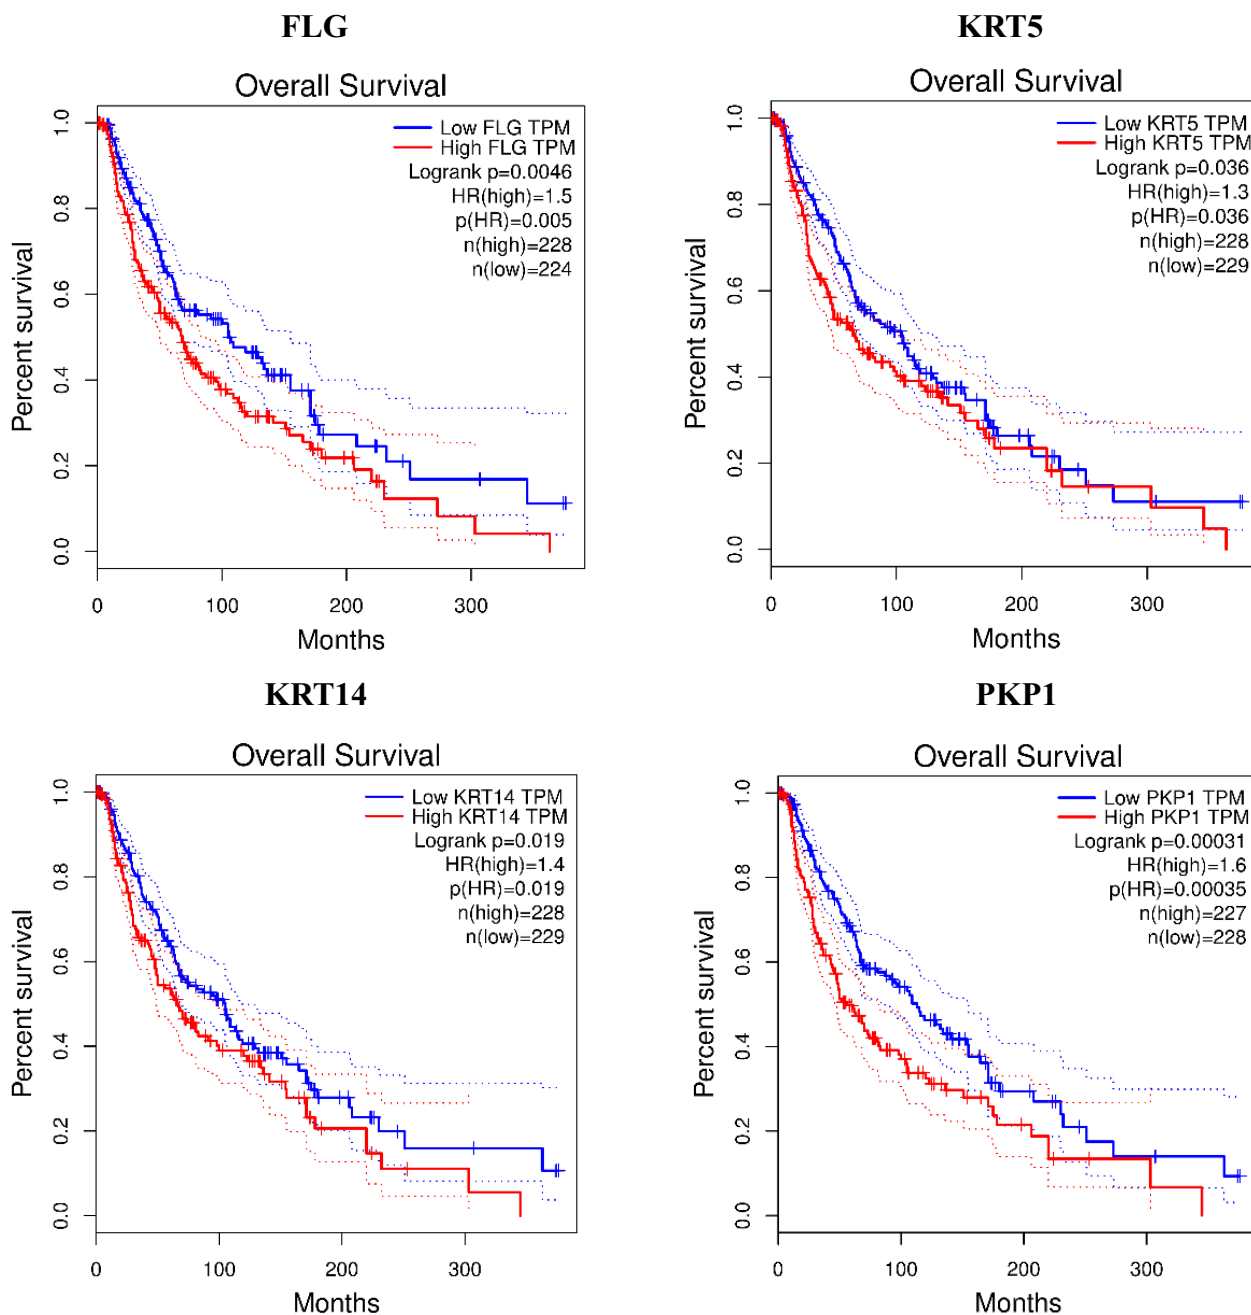 FLG
Overall Survival
Low FLG TPM
High FLG TPM
Logrank p=0.0046
HR(high)=1.5
p(HR)=0.005
n(high)=228
n(low)=224
Percent survival
1.0
0.8
0.6
0.4
0.2
0.0
0 100 200 300
Months
KRT5
Overall Survival
Low KRT5 TPM
High KRT5 TPM
Logrank p=0.036
HR(high)=1.3
p(HR)=0.036
n(high)=228
n(low)=229
Percent survival
1.0
0.8
0.6
0.4
0.2
0.0
0 100 200 300
Months
KRT14
Overall Survival
Low KRT14 TPM
High KRT14 TPM
Logrank p=0.019
HR(high)=1.4
p(HR)=0.019
n(high)=228
n(low)=229
Percent survival
1.0
0.8
0.6
0.4
0.2
0.0
0 100 200 300
Months
PKP1
Overall Survival
Low PKP1 TPM
High PKP1 TPM
Logrank p=0.00031
HR(high)=1.6
p(HR)=0.00035
n(high)=227
n(low)=228
Percent survival
1.0
0.8
0.6
0.4
0.2
0.0
0 100 200 300
Months